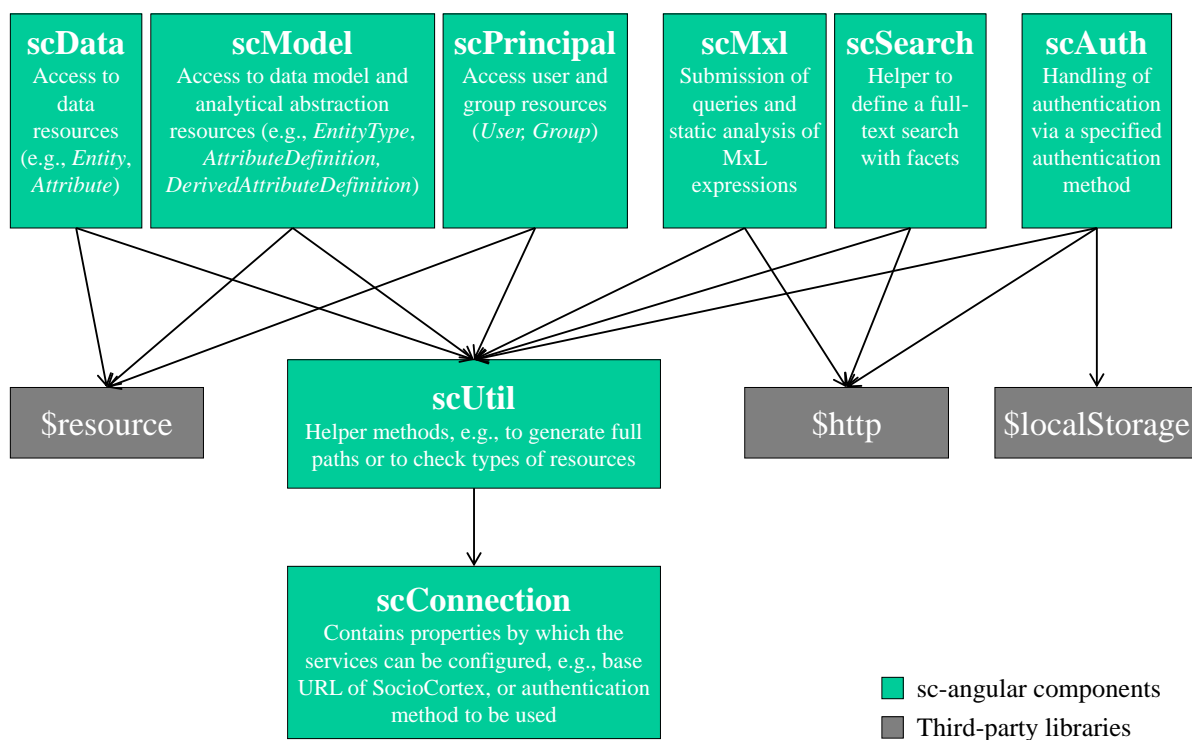 scData
Access to
data
resources
(e.g., Entity,
Attribute)
scModel
Access to data model and
analytical abstraction
resources (e.g., EntityType,
AttributeDefinition,
DerivedAttributeDefinition)
scPrincipal
Access user and
group resources
(User, Group)
scMxl
Submission of
queries and
static analysis of
MxL
expressions
scSearch
Helper to
define a full-
text search
with facets
scAuth
Handling of
authentication
via a specified
authentication
method
$resource
scUtil
Helper methods, e.g., to generate full
paths or to check types of resources
$http
$localStorage
scConnection
Contains properties by which the
services can be configured, e.g., base
URL of SocioCortex, or authentication
method to be used
sc-angular components
Third-party libraries